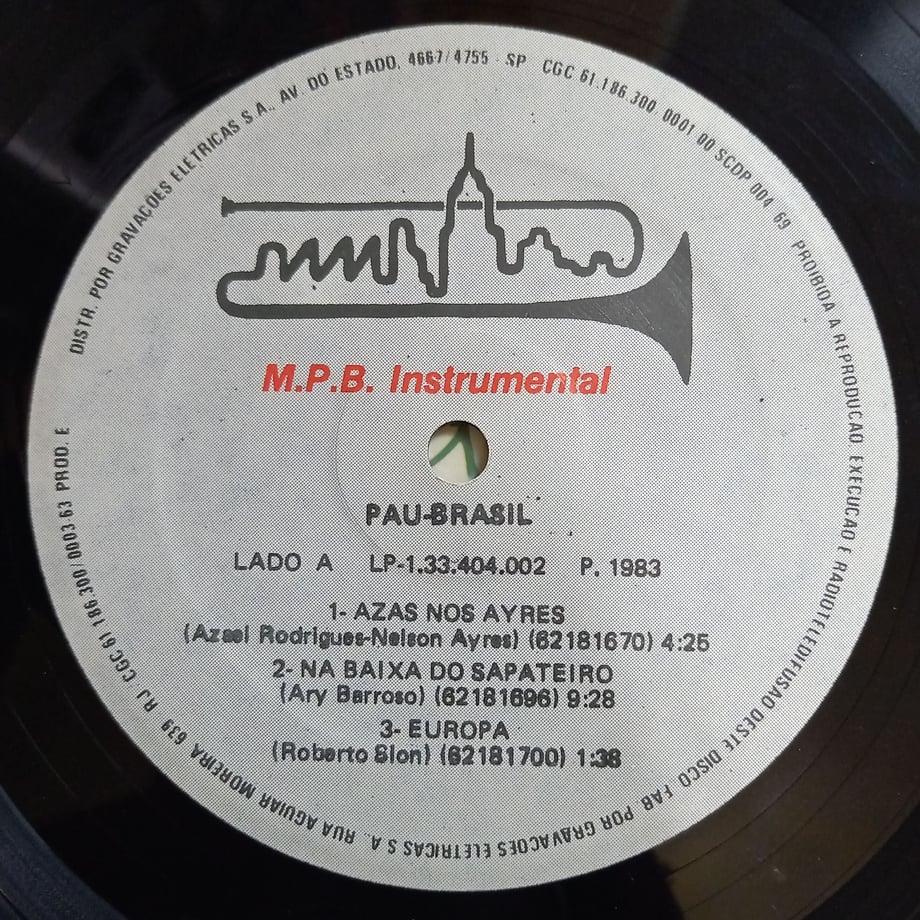 DISTR. POR GRAVACOES ELETRICAS S A., AV. DO ESTADO, 4667/4755 - SP CGC 61.186.300 0001 00 SCDP 004 69 PROIBIDA A REPRODUCAO, EXECUCAO E RADIOTELEDIFUSAO DESTE DISCO. FAB. POR GRAVACOES ELETRICAS S A. RUA AGUIAR MOREIRA, 639 R.J CGC 61.186.300/0003 63 PROD. E
M.P.B. Instrumental
PAU-BRASIL
LADO A LP-1.33.404.002 P. 1983
1- AZAS NOS AYRES
(Azael Rodrigues-Nelson Ayres) (62181670) 4:25
2- NA BAIXA DO SAPATEIRO
(Ary Barroso) (62181696) 9:28
3- EUROPA
(Roberto Sion) (62181700) 1:38